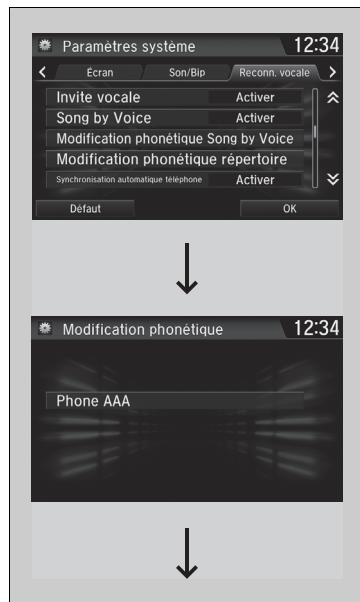 Paramètres système 12:34
Écran Son/Bip Reconn. vocale
Invite vocale Activer
Song by Voice Activer
Modification phonétique Song by Voice
Modification phonétique répertoire
Synchronisation automatique téléphone Activer
Défaut OK
Modification phonétique 12:34
Phone AAA